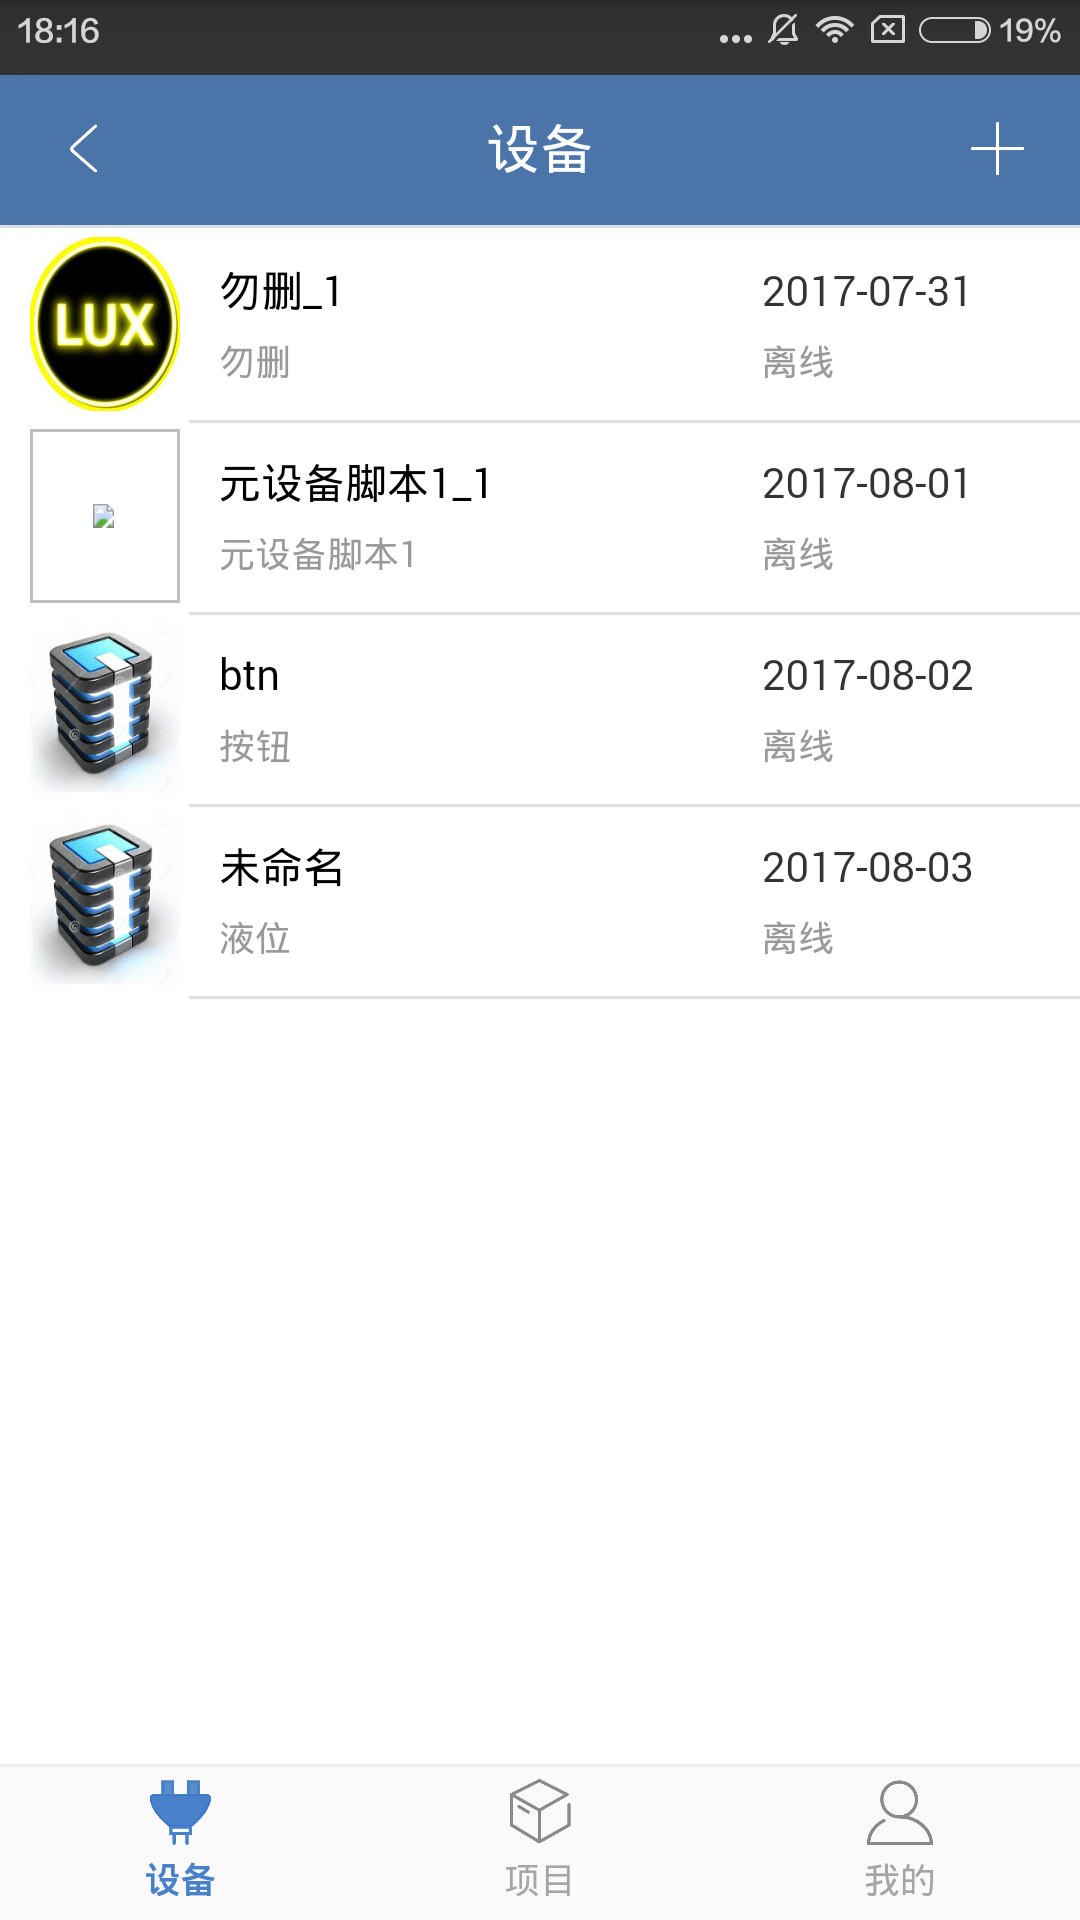 18:16 ... 19%
设备
LUX
勿删_1 2017-07-31
勿删 离线
元设备脚本1_1 2017-08-01
元设备脚本1 离线
btn 2017-08-02
按钮 离线
未命名 2017-08-03
液位 离线
设备 项目 我的